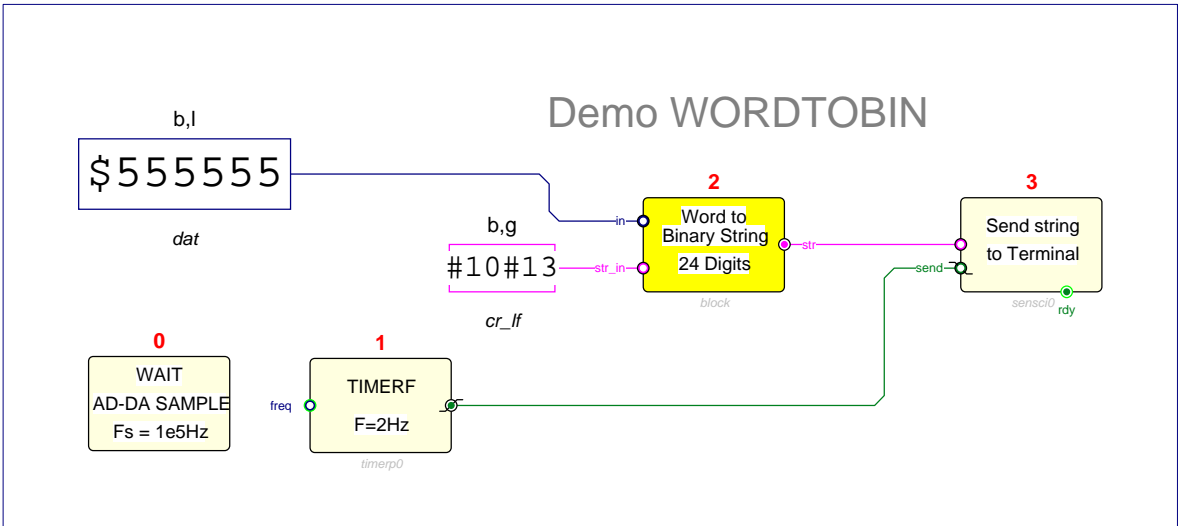 Demo WORDTOBIN
b,l
$555555
dat
b,g
#10#13
cr_lf
in
str_in
2
Word to
Binary String
24 Digits
block
str
3
Send string
to Terminal
send
sensci0
rdy
0
WAIT
AD-DA SAMPLE
Fs = 1e5Hz
1
freq
TIMERF
F=2Hz
timerp0